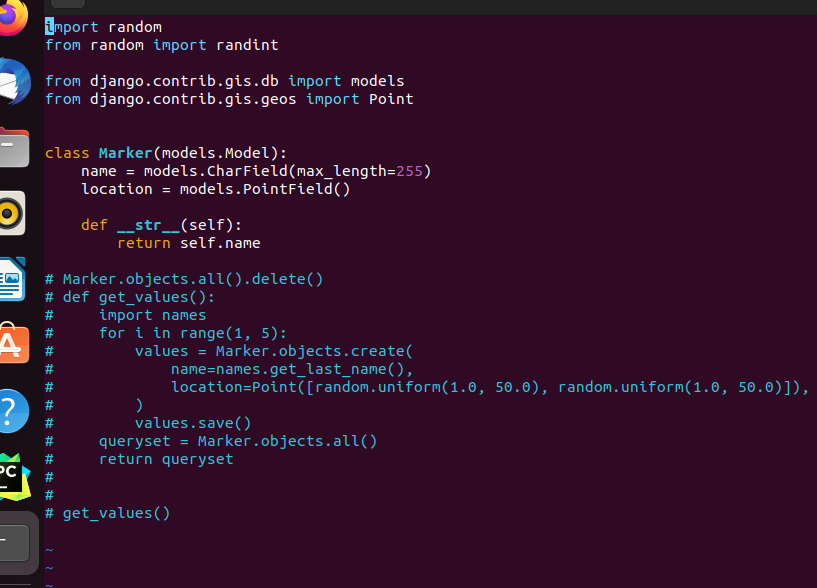 import random
from random import randint
from django.contrib.gis.db import models
from django.contrib.gis.geos import Point
class Marker(models.Model):
    name = models.CharField(max_length=255)
    location = models.PointField()
    def __str__(self):
        return self.name
# Marker.objects.all().delete()
# def get_values():
#     import names
#     for i in range(1, 5):
#         values = Marker.objects.create(
#             name=names.get_last_name(),
#             location=Point([random.uniform(1.0, 50.0), random.uniform(1.0, 50.0)]),
#         )
#         values.save()
#     queryset = Marker.objects.all()
#     return queryset
#
#
# get_values()
~
~
~
?
PC